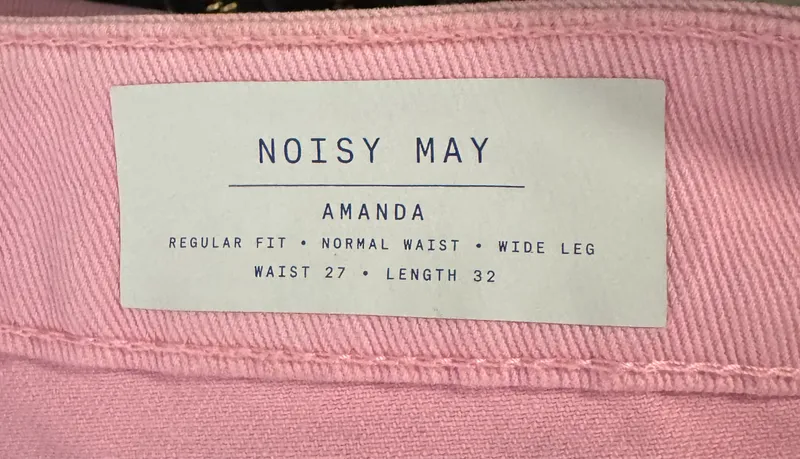 NOISY MAY
AMANDA
REGULAR FIT • NORMAL WAIST • WIDE LEG
WAIST 27 • LENGTH 32